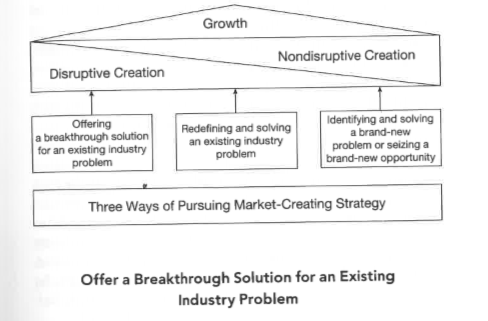 Growth
Nondisruptive Creation
Disruptive Creation
Offering
a breakthrough solution
for an existing industry
problem
Redefining and solving
an existing industry
problem
Identifying and solving
a brand-new
problem or seizing a
brand-new opportunity
Three Ways of Pursuing Market-Creating Strategy
Offer a Breakthrough Solution for an Existing
Industry Problem